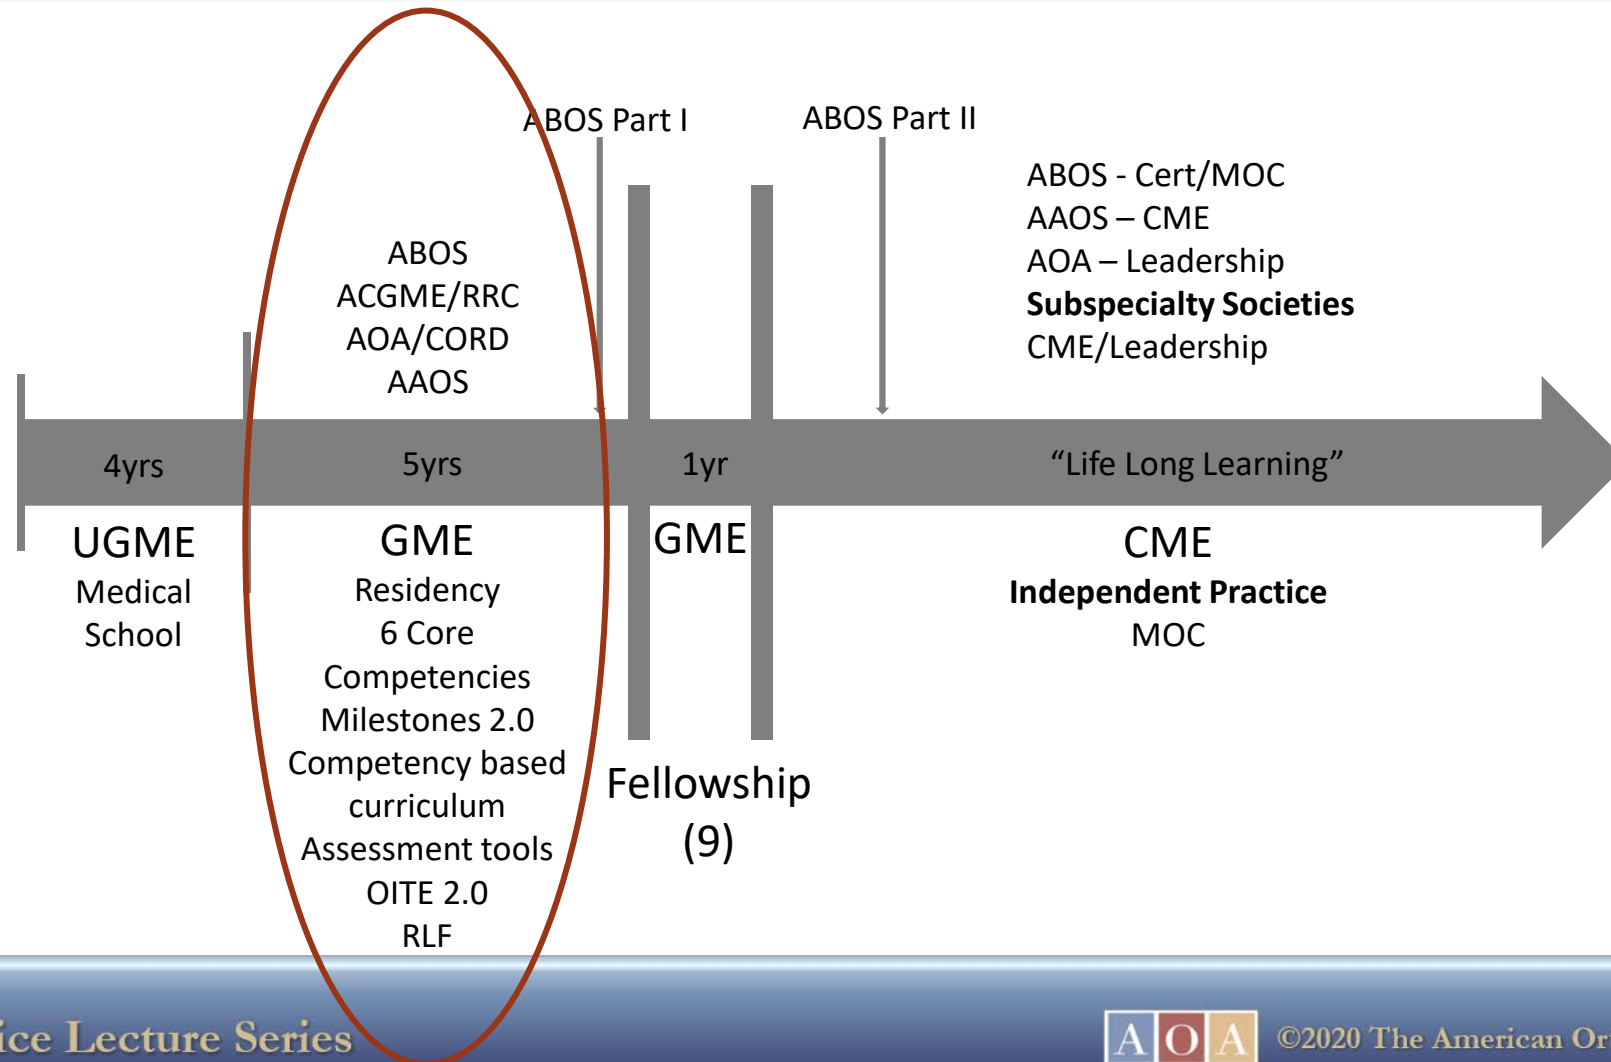 ABOS Part I
ABOS Part II
ABOS - Cert/MOC
AAOS – CME
AOA – Leadership
Subspecialty Societies
CME/Leadership
ABOS
ACGME/RRC
AOA/CORD
AAOS
4yrs
5yrs
1yr
“Life Long Learning”
UGME
Medical
School
GME
Residency
6 Core
Competencies
Milestones 2.0
Competency based
curriculum
Assessment tools
OITE 2.0
RLF
GME
Fellowship
(9)
CME
Independent Practice
MOC
ice Lecture Series
AOA
©2020 The American Or